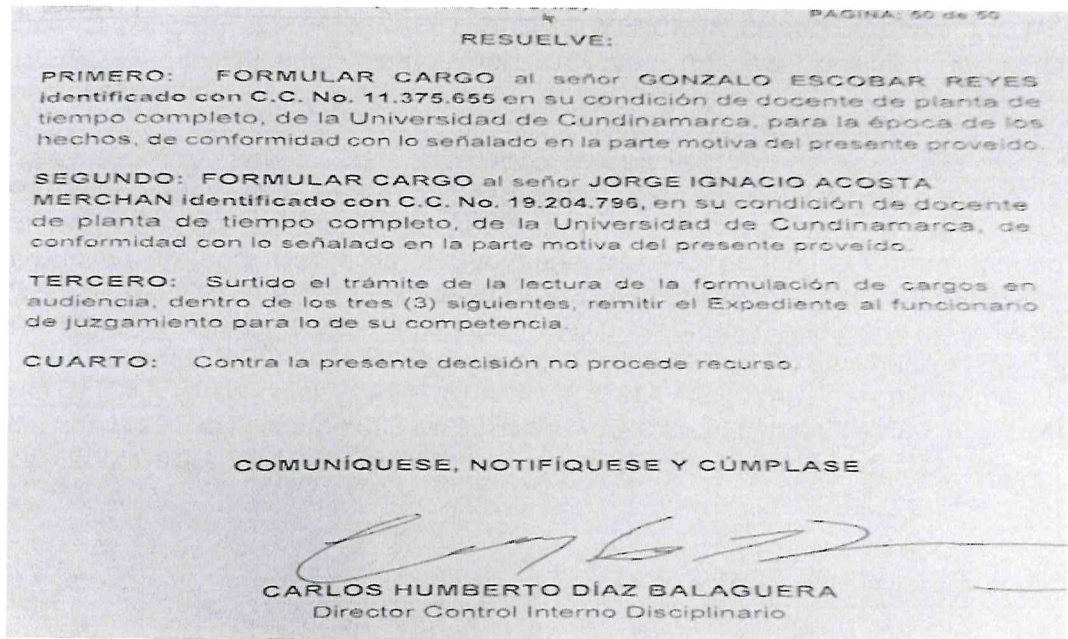 PAGINA: 50 de 50
RESUELVE:
PRIMERO: FORMULAR CARGO al señor GONZALO ESCOBAR REYES
identificado con C.C. No. 11.375.655 en su condición de docente de planta de
tiempo completo, de la Universidad de Cundinamarca, para la época de los
hechos, de conformidad con lo señalado en la parte motiva del presente proveído.
SEGUNDO: FORMULAR CARGO al señor JORGE IGNACIO ACOSTA
MERCHAN identificado con C.C. No. 19.204.796, en su condición de docente
de planta de tiempo completo, de la Universidad de Cundinamarca, de
conformidad con lo señalado en la parte motiva del presente proveído.
TERCERO: Surtido el trámite de la lectura de la formulación de cargos en
audiencia, dentro de los tres (3) siguientes, remitir el Expediente al funcionario
de juzgamiento para lo de su competencia.
CUARTO: Contra la presente decisión no procede recurso.
COMUNÍQUESE, NOTIFÍQUESE Y CÚMPLASE
CARLOS HUMBERTO DÍAZ BALAGUERA
Director Control Interno Disciplinario